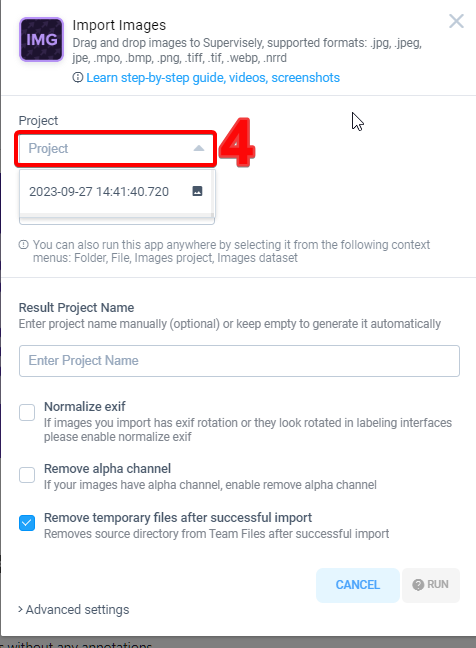 IMG
Import Images
Drag and drop images to Supervisely, supported formats: .jpg, .jpeg,
jpe, .mpo, .bmp, .png, .tiff, .tif, .webp, .nrrd
Learn step-by-step guide, videos, screenshots
Project
Project
4
2023-09-27 14:41:40.720
You can also run this app anywhere by selecting it from the following context
menus: Folder, File, Images project, Images dataset
Result Project Name
Enter project name manually (optional) or keep empty to generate it automatically
Enter Project Name
Normalize exif
If images you import has exif rotation or they look rotated in labeling interfaces
please enable normalize exif
Remove alpha channel
If your images have alpha channel, enable remove alpha channel
Remove temporary files after successful import
Removes source directory from Team Files after successful import
CANCEL
? RUN
> Advanced settings
without any annotations